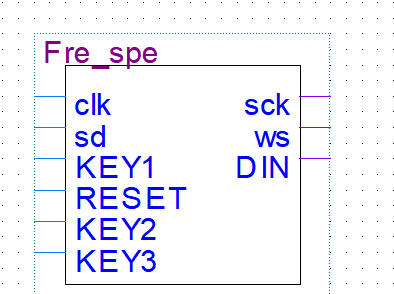 Fre_spe
clk sck
sd ws
KEY1 DIN
RESET
KEY2
KEY3